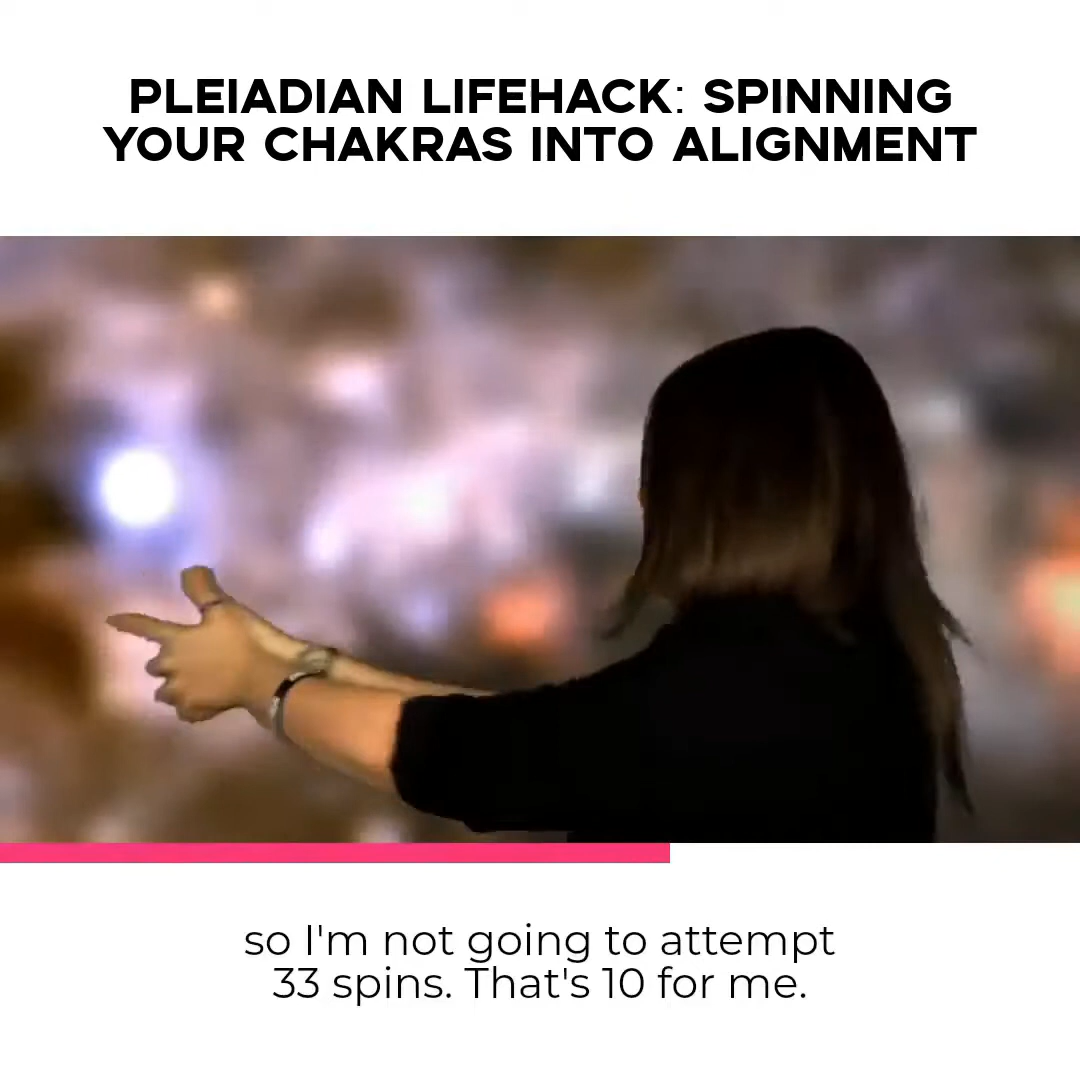 PLEIADIAN LIFEHACK: SPINNING
YOUR CHAKRAS INTO ALIGNMENT
so I'm not going to attempt
33 spins. That's 10 for me.